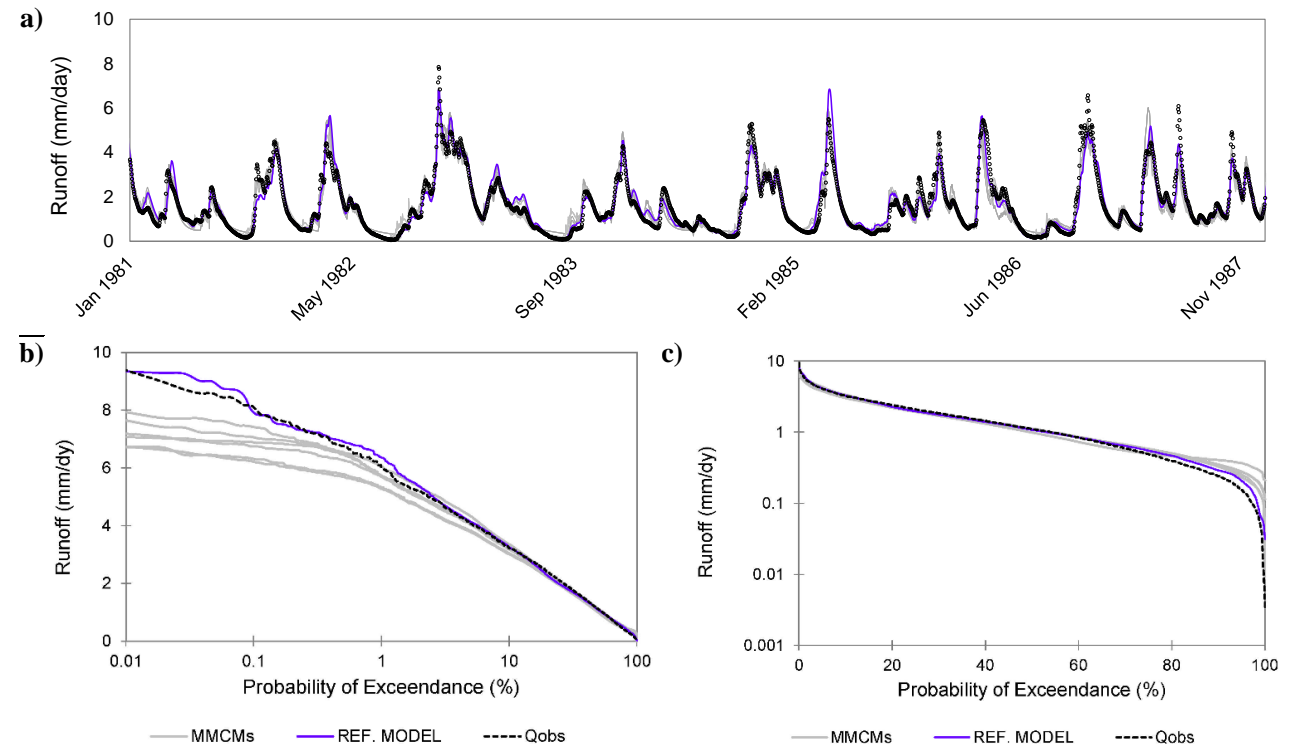 a)
Runoff (mm/day)
10
8
6
4
2
0
Jan 1981
May 1982
Sep 1983
Feb 1985
Jun 1986
Nov 1987
b)
Runoff (mm/dy)
10
8
6
4
2
0
0.01
0.1
1
10
100
Probability of Exceendance (%)
MMCMs
REF. MODEL
Qobs
c)
Runoff (mm/dy)
10
1
0.1
0.01
0.001
0
20
40
60
80
100
Probability of Exceendance (%)
MMCMs
REF. MODEL
Qobs